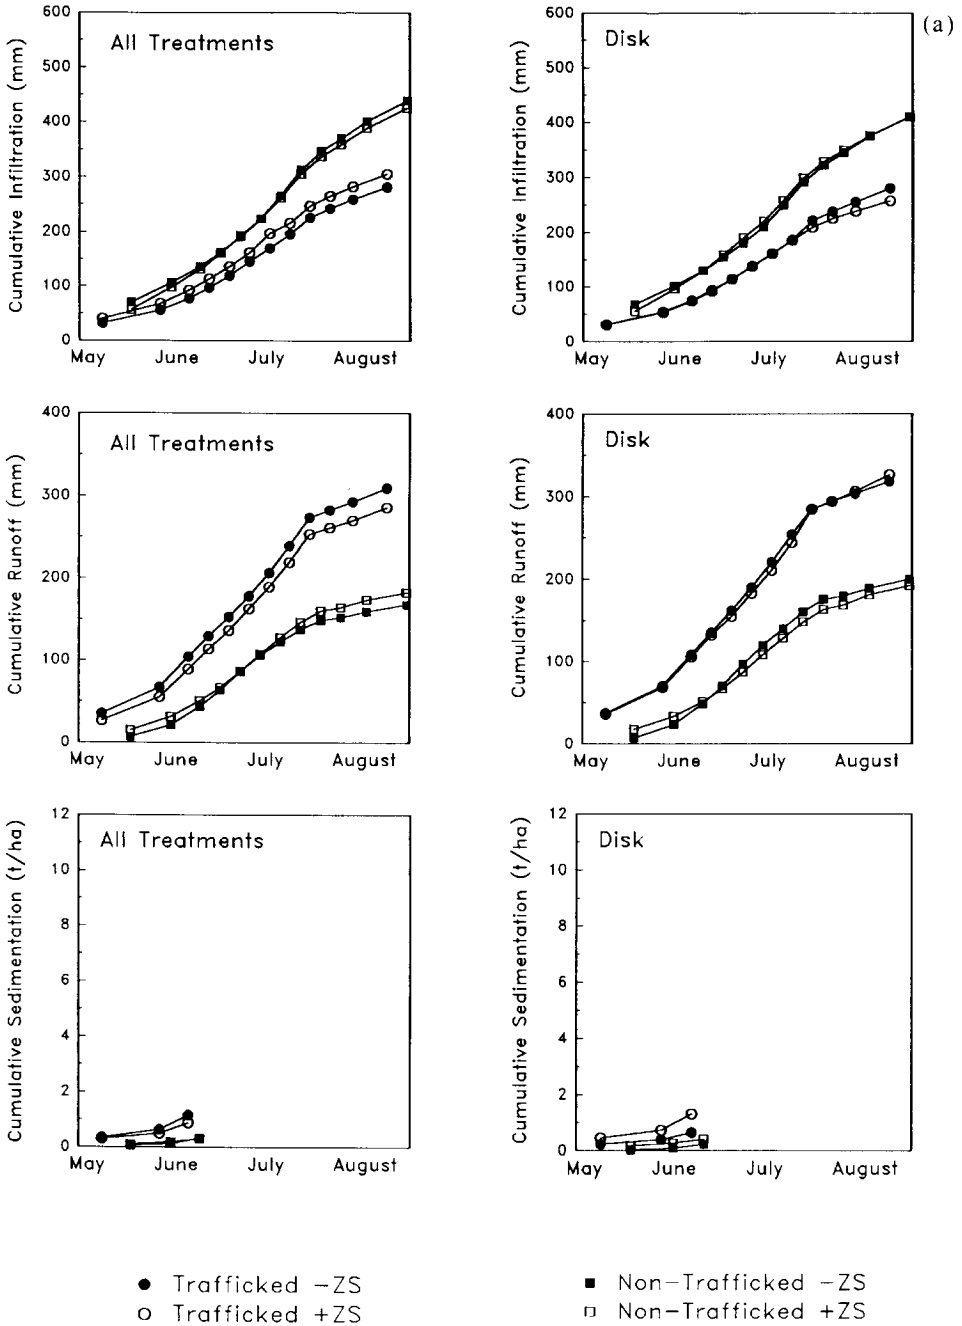 (a)
All Treatments
Cumulative Infiltration (mm)
600
500
400
300
200
100
0
May June July August
Disk
Cumulative Infiltration (mm)
600
500
400
300
200
100
0
May June July August
All Treatments
Cumulative Runoff (mm)
400
300
200
100
0
May June July August
Disk
Cumulative Runoff (mm)
400
300
200
100
0
May June July August
All Treatments
Cumulative Sedimentation (t/ha)
12
10
8
6
4
2
0
May June July August
Disk
Cumulative Sedimentation (t/ha)
12
10
8
6
4
2
0
May June July August
Trafficked -ZS
Trafficked +ZS
Non-Trafficked -ZS
Non-Trafficked +ZS